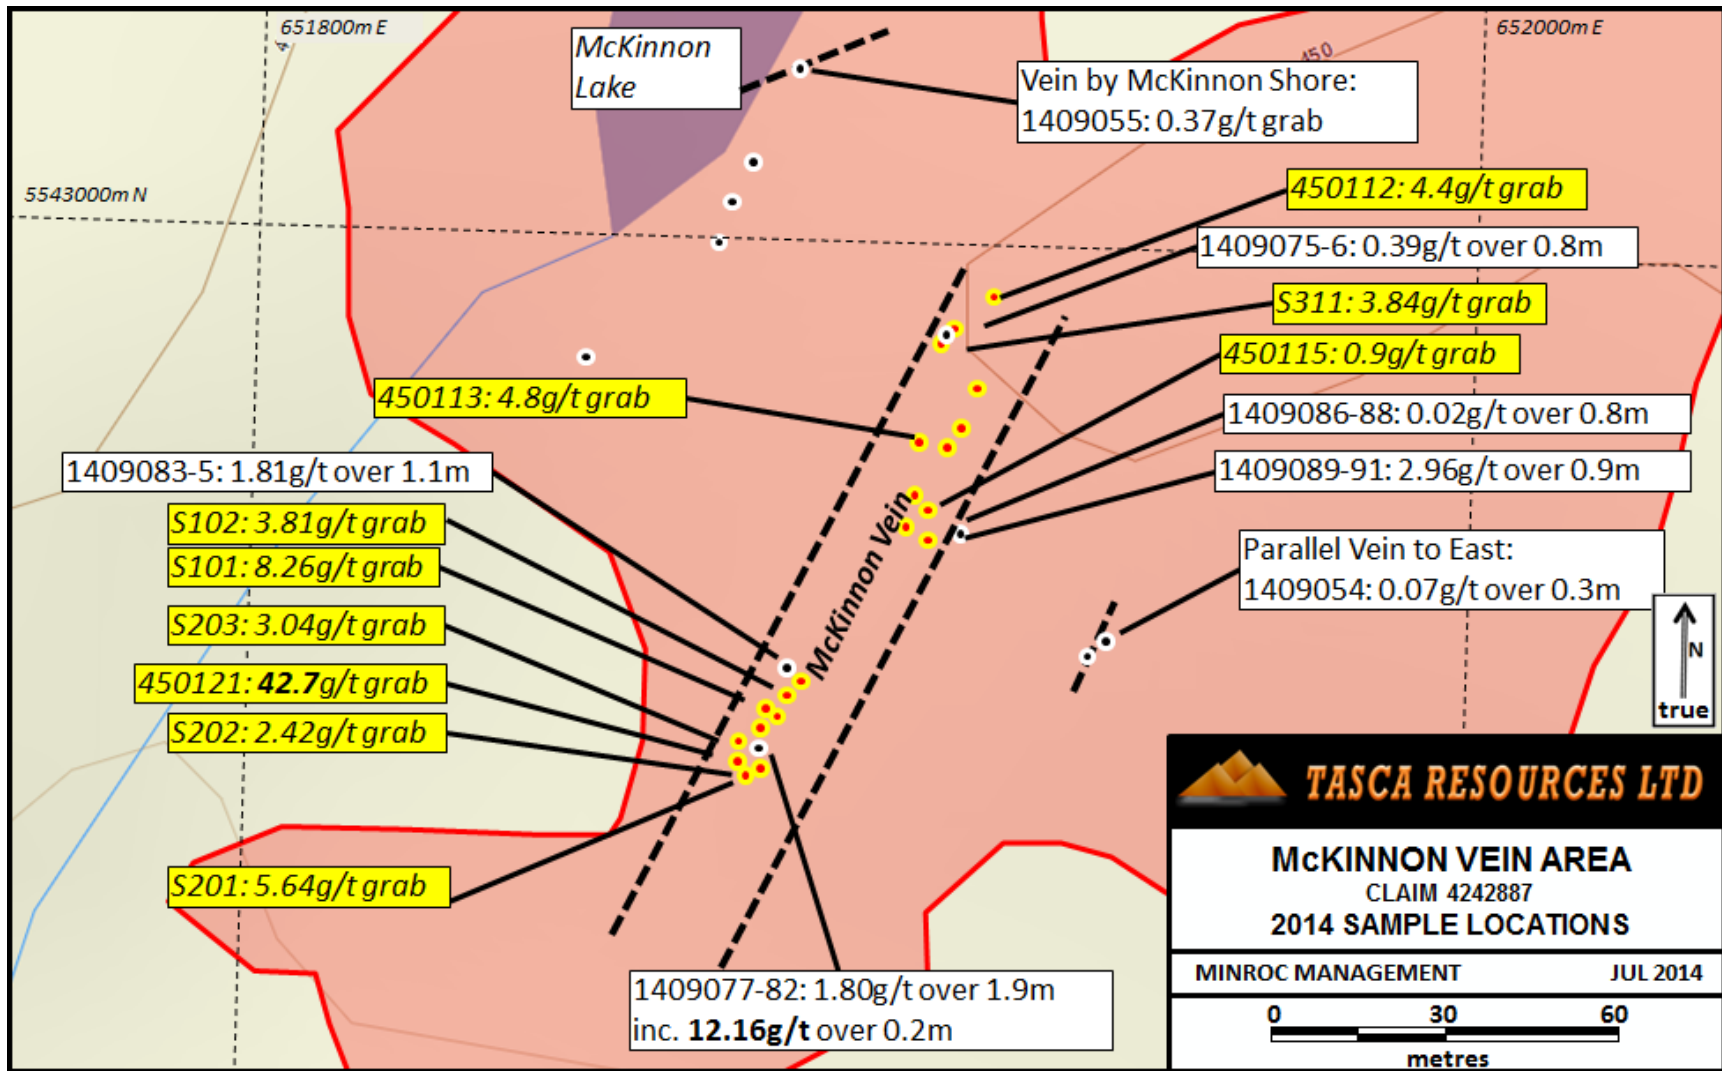 651800m E
652000m E
McKinnon
Lake
450
Vein by McKinnon Shore:
1409055: 0.37g/t grab
5543000m N
450112: 4.4g/t grab
1409075-6: 0.39g/t over 0.8m
S311: 3.84g/t grab
450115: 0.9g/t grab
450113: 4.8g/t grab
1409086-88: 0.02g/t over 0.8m
1409083-5: 1.81g/t over 1.1m
1409089-91: 2.96g/t over 0.9m
S102: 3.81g/t grab
S101: 8.26g/t grab
McKinnon Vein
Parallel Vein to East:
1409054: 0.07g/t over 0.3m
S203: 3.04g/t grab
450121: 42.7g/t grab
S202: 2.42g/t grab
S201: 5.64g/t grab
1409077-82: 1.80g/t over 1.9m
inc. 12.16g/t over 0.2m
N
true
TASCA RESOURCES LTD
McKINNON VEIN AREA
CLAIM 4242887
2014 SAMPLE LOCATIONS
MINROC MANAGEMENT JUL 2014
0 30 60
metres